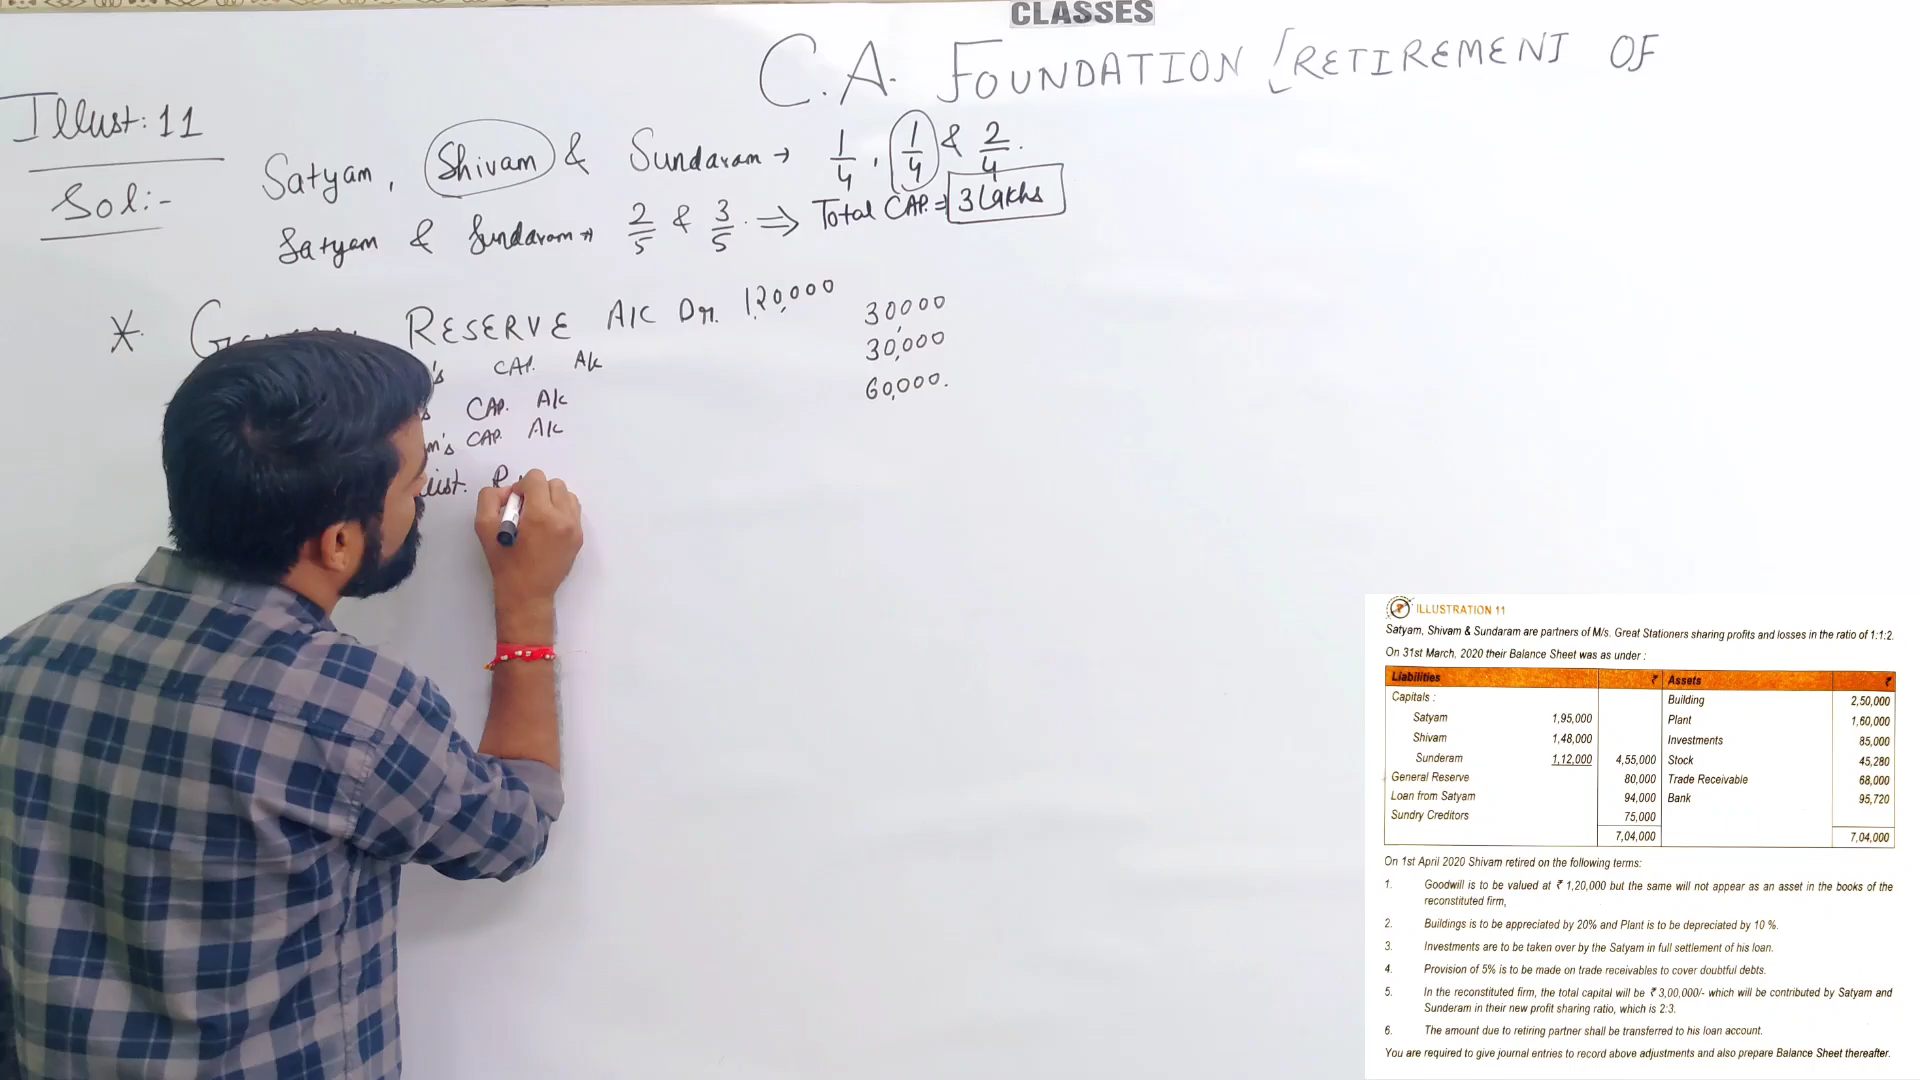 CLASSES
C.A. FOUNDATION [RETIREMENT OF
Illust: 11
Sol:-
Satyam, Shivam & Sundaram → 1/4, 1/4 & 2/4.
Satyam & Sundaram → 2/5 & 3/5. ⇒ Total CAP. = 3 Lakhs
* RESERVE A/C Dr. 1,20,000
CAP. A/c 30,000
CAP. A/c 30,000
m's CAP. A/c 60,000.
ILLUSTRATION 11
Satyam, Shivam & Sundaram are partners of M/s. Great Stationers sharing profits and losses in the ratio of 1:1:2.
On 31st March, 2020 their Balance Sheet was as under :
Liabilities ₹ Assets ₹
Capitals : Building 2,50,000
Satyam 1,95,000 Plant 1,60,000
Shivam 1,48,000 Investments 85,000
Sunderam 1,12,000 4,55,000 Stock 45,280
General Reserve 80,000 Trade Receivable 68,000
Loan from Satyam 94,000 Bank 95,720
Sundry Creditors 75,000
7,04,000 7,04,000
On 1st April 2020 Shivam retired on the following terms:
1. Goodwill is to be valued at ₹ 1,20,000 but the same will not appear as an asset in the books of the
reconstituted firm,
2. Buildings is to be appreciated by 20% and Plant is to be depreciated by 10 %.
3. Investments are to be taken over by the Satyam in full settlement of his loan.
4. Provision of 5% is to be made on trade receivables to cover doubtful debts.
5. In the reconstituted firm, the total capital will be ₹ 3,00,000/- which will be contributed by Satyam and
Sunderam in their new profit sharing ratio, which is 2:3.
6. The amount due to retiring partner shall be transferred to his loan account.
You are required to give journal entries to record above adjustments and also prepare Balance Sheet thereafter.